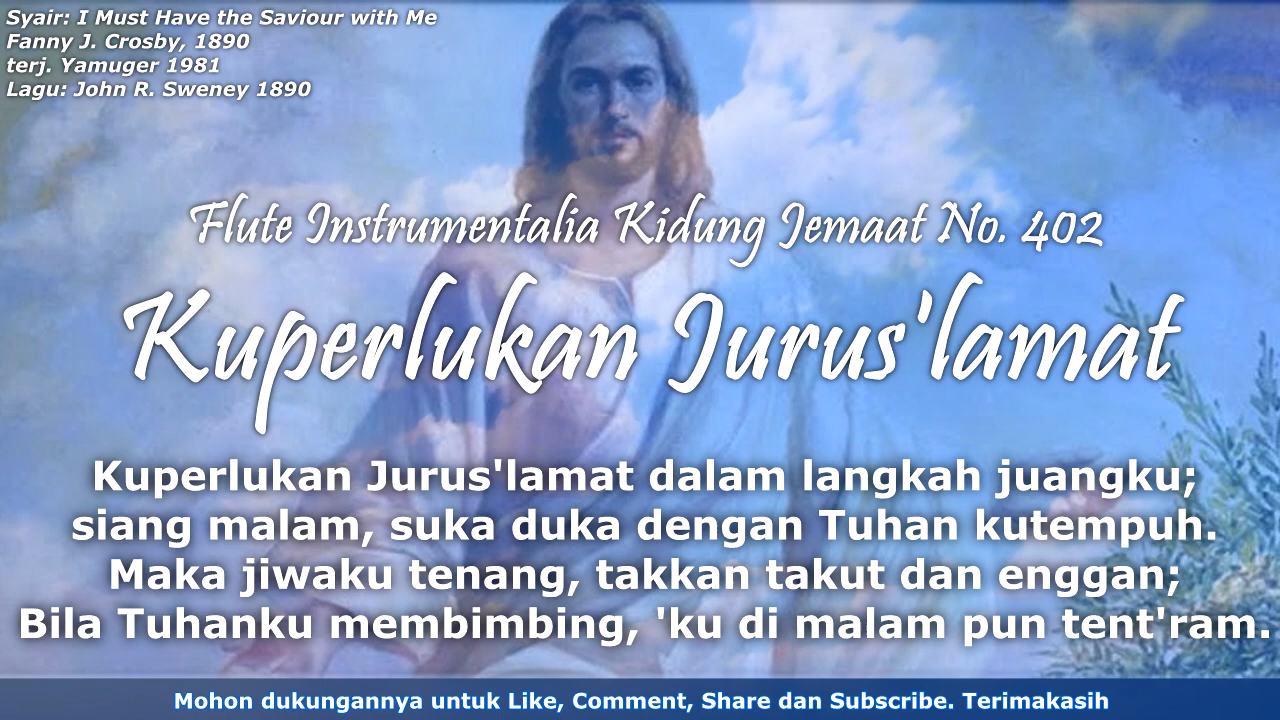 Syair: I Must Have the Saviour with Me
Fanny J. Crosby, 1890
terj. Yamuger 1981
Lagu: John R. Sweney 1890
Flute Instrumentalia Kidung Jemaat No. 402
Kuperlukan Jurus'lamat
Kuperlukan Jurus'lamat dalam langkah juangku;
siang malam, suka duka dengan Tuhan kutempuh.
Maka jiwaku tenang, takkan takut dan enggan;
Bila Tuhanku membimbing, 'ku di malam pun tent'ram.
Mohon dukungannya untuk Like, Comment, Share dan Subscribe. Terimakasih